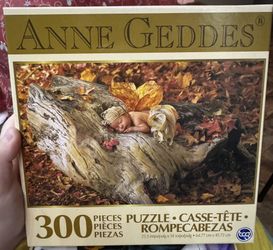 ANNE GEDDES®
300 PIECES
PIÈCES
PIEZAS
PUZZLE • CASSE-TÊTE •
ROMPECABEZAS